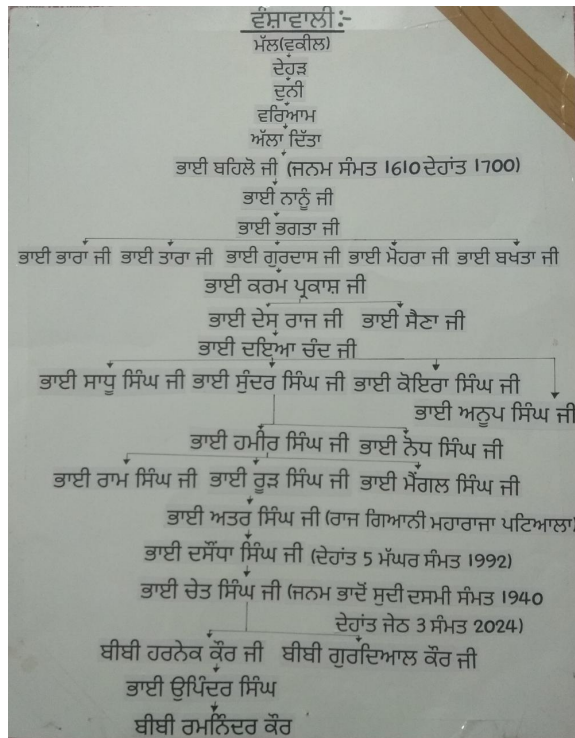 ਵੰਸ਼ਾਵਾਲੀ:-
ਮੱਲ(ਵਕੀਲ)
ਦੇਹੜ
ਦੁਨੀ
ਵਰਿਆਮ
ਅੱਲਾ ਦਿੱਤਾ
ਭਾਈ ਬਹਿਲੋ ਜੀ (ਜਨਮ ਸੰਮਤ 1610 ਦੇਹਾਂਤ 1700)
ਭਾਈ ਨਾਨੂੰ ਜੀ
ਭਾਈ ਭਗਤਾ ਜੀ
ਭਾਈ ਭਾਰਾ ਜੀ ਭਾਈ ਤਾਰਾ ਜੀ ਭਾਈ ਗੁਰਦਾਸ ਜੀ ਭਾਈ ਮੋਹਰਾ ਜੀ ਭਾਈ ਬਖਤਾ ਜੀ
ਭਾਈ ਕਰਮ ਪ੍ਰਕਾਸ਼ ਜੀ
ਭਾਈ ਦੇਸ ਰਾਜ ਜੀ ਭਾਈ ਸੈਣਾ ਜੀ
ਭਾਈ ਦਇਆ ਚੰਦ ਜੀ
ਭਾਈ ਸਾਧੂ ਸਿੰਘ ਜੀ ਭਾਈ ਸੁੰਦਰ ਸਿੰਘ ਜੀ ਭਾਈ ਕੋਇਰਾ ਸਿੰਘ ਜੀ
ਭਾਈ ਅਨੂਪ ਸਿੰਘ ਜੀ
ਭਾਈ ਹਮੀਰ ਸਿੰਘ ਜੀ ਭਾਈ ਨੋਧ ਸਿੰਘ ਜੀ
ਭਾਈ ਰਾਮ ਸਿੰਘ ਜੀ ਭਾਈ ਰੂੜ ਸਿੰਘ ਜੀ ਭਾਈ ਮੈਂਗਲ ਸਿੰਘ ਜੀ
ਭਾਈ ਅਤਰ ਸਿੰਘ ਜੀ (ਰਾਜ ਗਿਆਨੀ ਮਹਾਰਾਜਾ ਪਟਿਆਲਾ)
ਭਾਈ ਦਸੌਂਧਾ ਸਿੰਘ ਜੀ (ਦੇਹਾਂਤ 5 ਮੱਘਰ ਸੰਮਤ 1992)
ਭਾਈ ਚੇਤ ਸਿੰਘ ਜੀ (ਜਨਮ ਭਾਦੋਂ ਸੁਦੀ ਦਸਮੀ ਸੰਮਤ 1940
ਦੇਹਾਂਤ ਜੇਠ 3 ਸੰਮਤ 2024)
ਬੀਬੀ ਹਰਨੇਕ ਕੌਰ ਜੀ ਬੀਬੀ ਗੁਰਦਿਆਲ ਕੌਰ ਜੀ
ਭਾਈ ਉਪਿੰਦਰ ਸਿੰਘ
ਬੀਬੀ ਰਮਨਿੰਦਰ ਕੌਰ